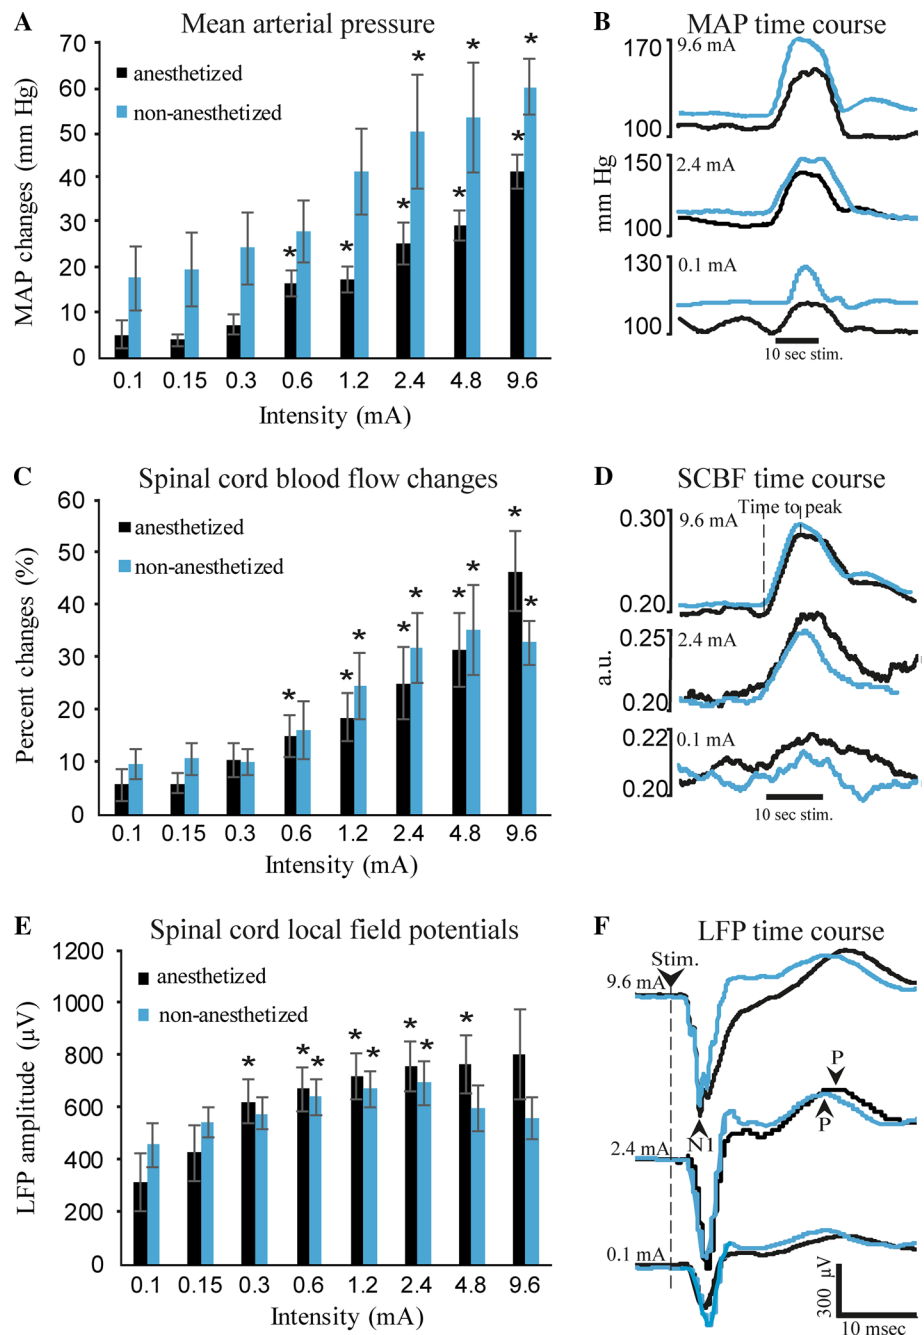 A Mean arterial pressure
70
60
50
40
30
20
10
0
MAP changes (mm Hg)
anesthetized
non-anesthetized
* * * * * * * *
0.1 0.15 0.3 0.6 1.2 2.4 4.8 9.6
Intensity (mA)
B MAP time course
170 9.6 mA
100
150 2.4 mA
100
130 0.1 mA
100
mm Hg
10 sec stim.
C Spinal cord blood flow changes
60
50
40
30
20
10
0
Percent changes (%)
anesthetized
non-anesthetized
* * * * * * * * *
0.1 0.15 0.3 0.6 1.2 2.4 4.8 9.6
Intensity (mA)
D SCBF time course
Time to peak
0.30 9.6 mA
0.20
0.25 2.4 mA
0.20
0.22 0.1 mA
0.20
a.u.
10 sec stim.
E Spinal cord local field potentials
1200
1000
800
600
400
200
0
LFP amplitude (µV)
anesthetized
non-anesthetized
* * * * * * * *
0.1 0.15 0.3 0.6 1.2 2.4 4.8 9.6
Intensity (mA)
F LFP time course
Stim.
9.6 mA
P
N1
P
2.4 mA
0.1 mA
300 µV
10 msec